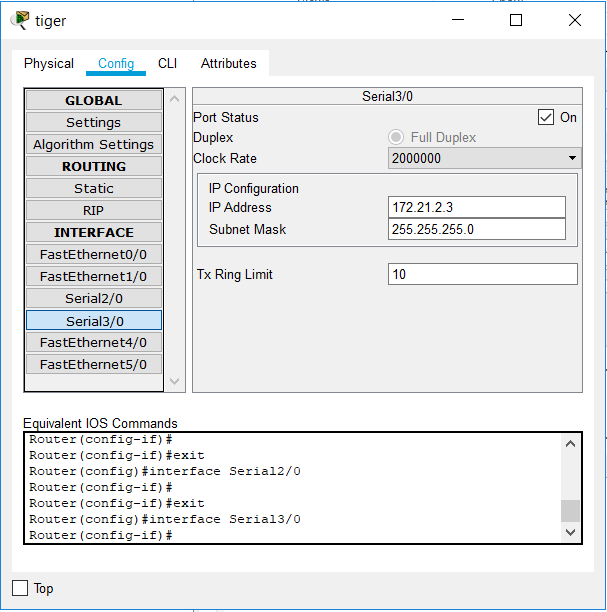 tiger
Physical Config CLI Attributes
GLOBAL
Settings
Algorithm Settings
ROUTING
Static
RIP
INTERFACE
FastEthernet0/0
FastEthernet1/0
Serial2/0
Serial3/0
FastEthernet4/0
FastEthernet5/0
Serial3/0
Port Status On
Duplex Full Duplex
Clock Rate 2000000
IP Configuration
IP Address 172.21.2.3
Subnet Mask 255.255.255.0
Tx Ring Limit 10
Equivalent IOS Commands
Router(config-if)#
Router(config-if)#exit
Router(config)#interface Serial2/0
Router(config-if)#
Router(config-if)#exit
Router(config)#interface Serial3/0
Router(config-if)#
Top